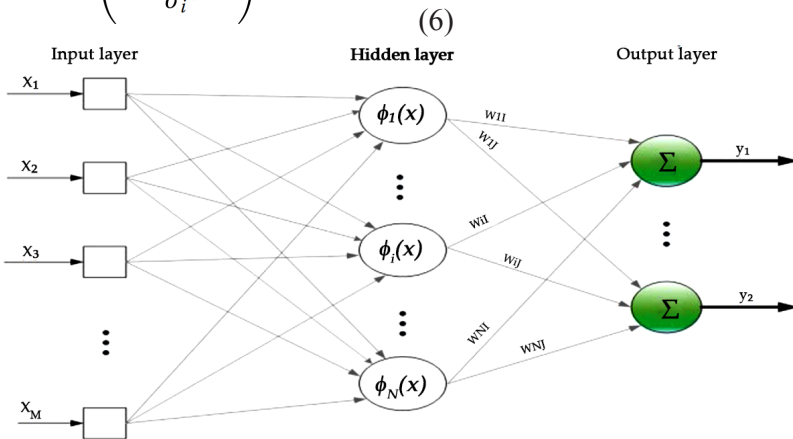 σ_i
(6)
Input layer Hidden layer Output layer
X1
X2
X3
XM
ϕ1(x)
ϕi(x)
ϕN(x)
W1I
W1J
WiI
WiJ
WNI
WNJ
Σ
Σ
y1
y2